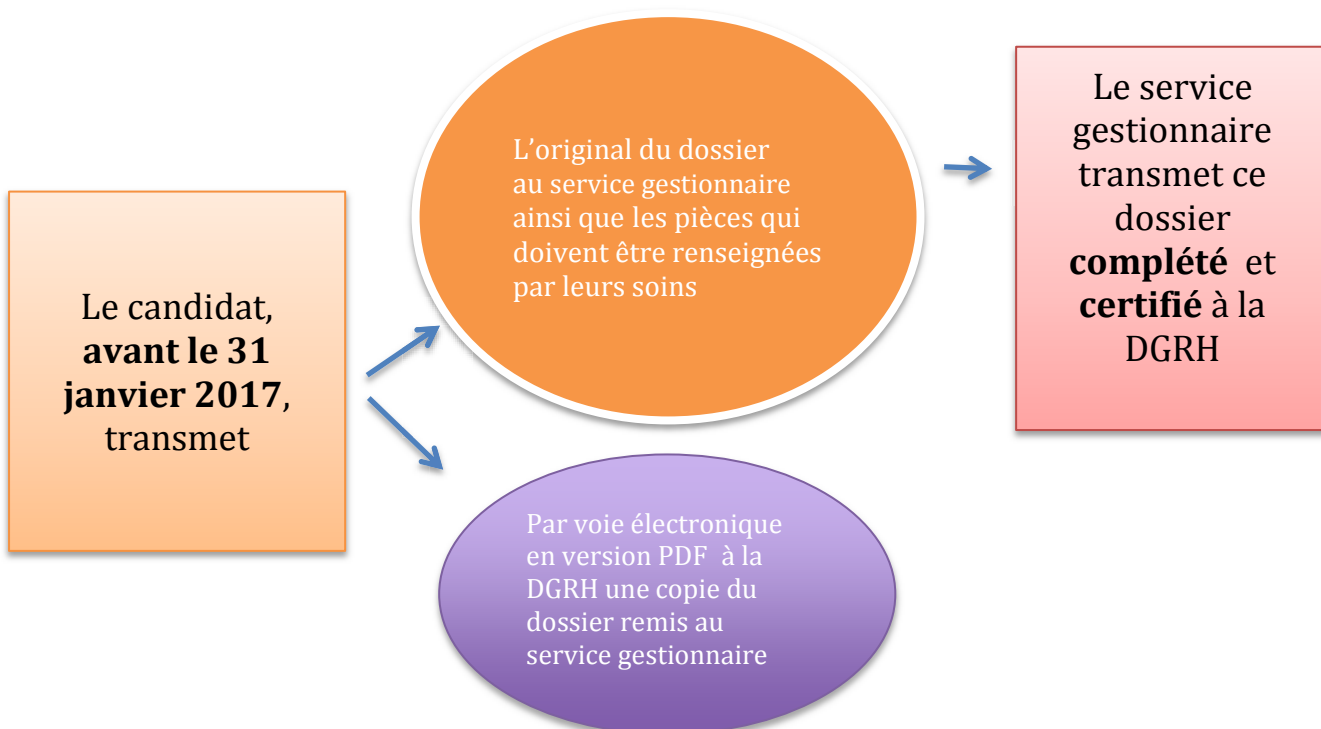 Le candidat,
avant le 31
janvier 2017,
transmet
L’original du dossier
au service gestionnaire
ainsi que les pièces qui
doivent être renseignées
par leurs soins
Par voie électronique
en version PDF à la
DGRH une copie du
dossier remis au
service gestionnaire
Le service
gestionnaire
transmet ce
dossier
complété et
certifié à la
DGRH